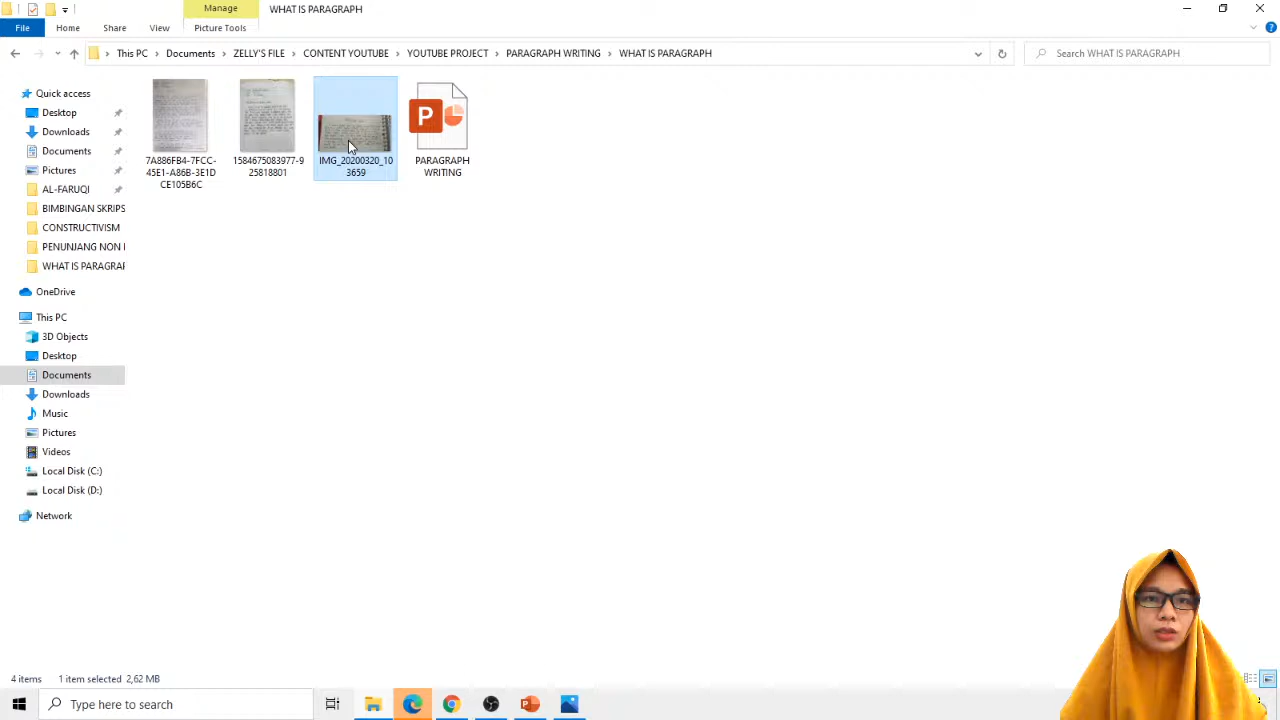 Manage
WHAT IS PARAGRAPH
File
Home
Share
View
Picture Tools
This PC
Documents
ZELLY'S FILE
CONTENT YOUTUBE
YOUTUBE PROJECT
PARAGRAPH WRITING
WHAT IS PARAGRAPH
Search WHAT IS PARAGRAPH
Quick access
Desktop
Downloads
Documents
Pictures
AL-FARUQI
BIMBINGAN SKRIPS
CONSTRUCTIVISM
PENUNJANG NON I
WHAT IS PARAGRAF
OneDrive
This PC
3D Objects
Desktop
Documents
Downloads
Music
Pictures
Videos
Local Disk (C:)
Local Disk (D:)
Network
7A886FB4-7FCC-
45E1-A86B-3E1D
CE105B6C
1584675083977-9
25818801
IMG_20200320_10
3659
P
PARAGRAPH
WRITING
4 items
1 item selected 2,62 MB
Type here to search